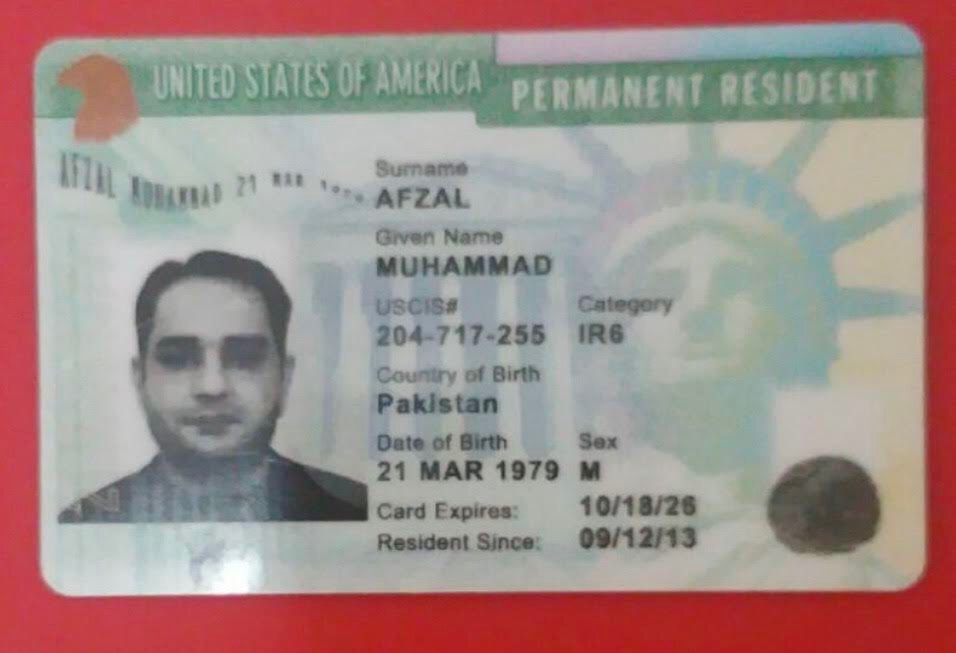 UNITED STATES OF AMERICA
PERMANENT RESIDENT
AFZAL MUHAMMAD 21 MAR
Surname
AFZAL
Given Name
MUHAMMAD
USCIS# Category
204-717-255 IR6
Country of Birth
Pakistan
Date of Birth Sex
21 MAR 1979 M
Card Expires: 10/18/26
Resident Since: 09/12/13